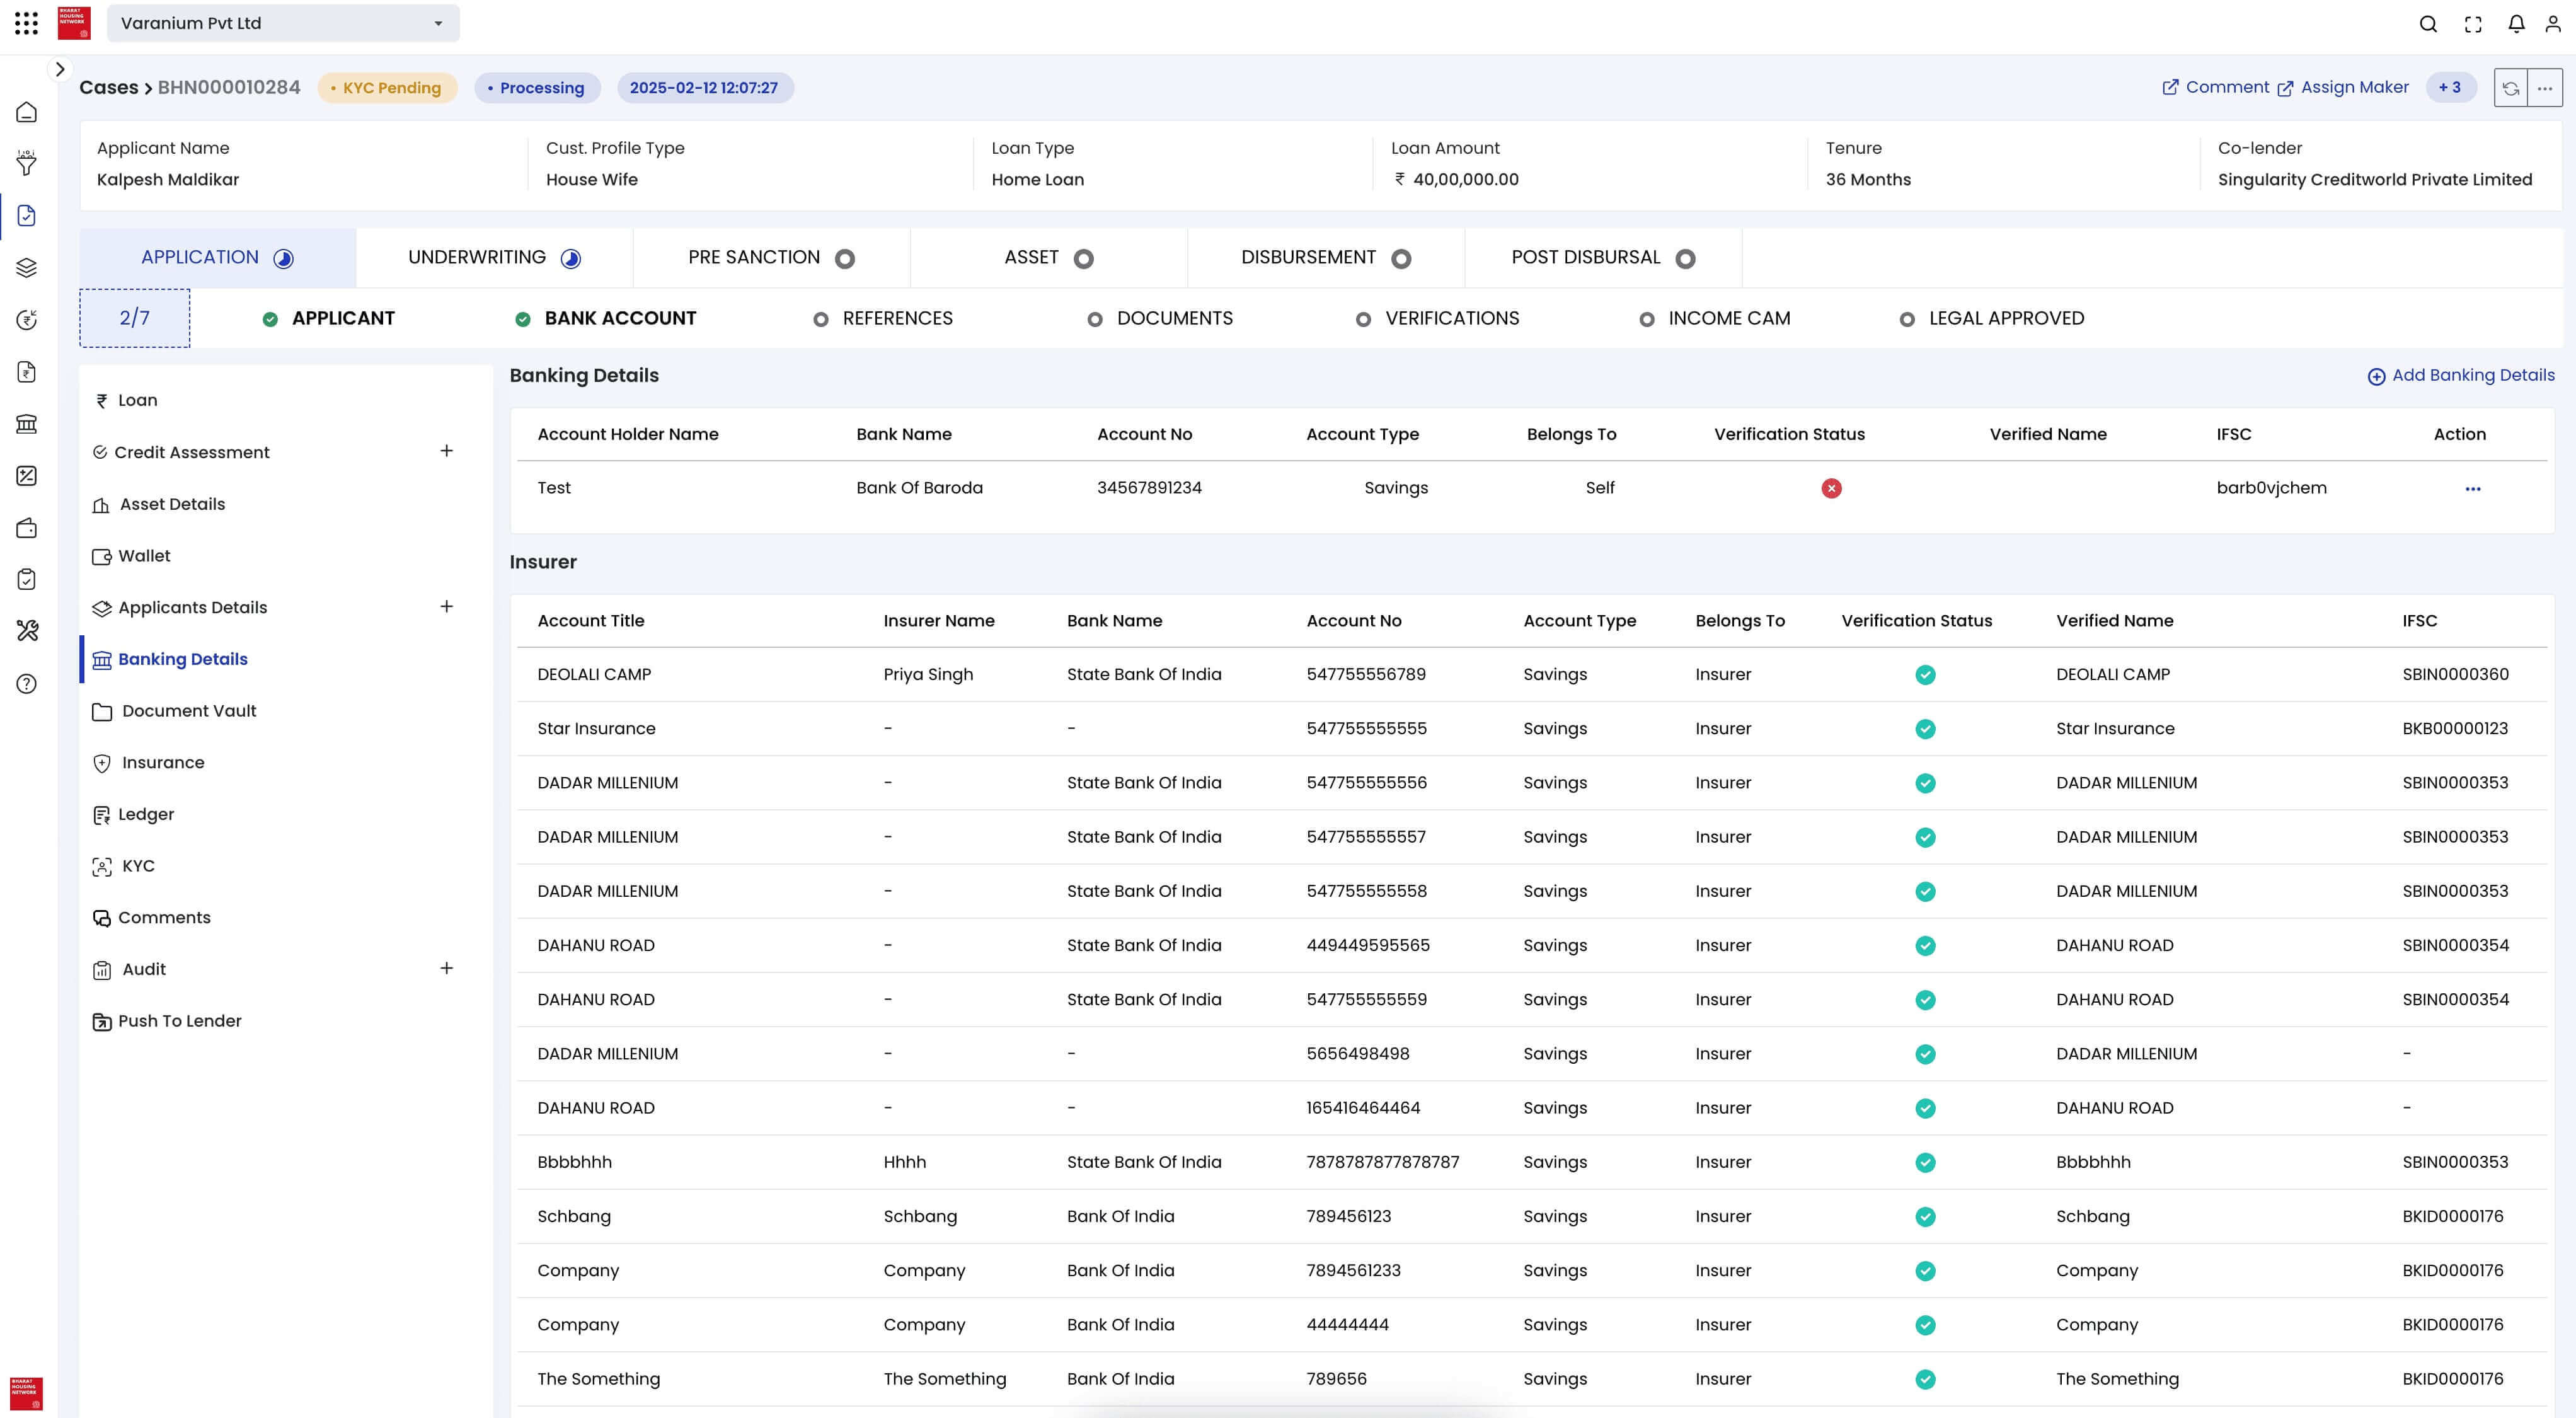 BHARAT
HOUSING
NETWORK
Varanium Pvt Ltd
Cases > BHN000010284 • KYC Pending • Processing 2025-02-12 12:07:27 Comment Assign Maker + 3 ...
Applicant Name Cust. Profile Type Loan Type Loan Amount Tenure Co-lender
Kalpesh Maldikar House Wife Home Loan ₹ 40,00,000.00 36 Months Singularity Creditworld Private Limited
APPLICATION UNDERWRITING PRE SANCTION ASSET DISBURSEMENT POST DISBURSAL
2/7 APPLICANT BANK ACCOUNT REFERENCES DOCUMENTS VERIFICATIONS INCOME CAM LEGAL APPROVED
₹ Loan
Credit Assessment +
Asset Details
Wallet
Applicants Details +
Banking Details
Document Vault
Insurance
Ledger
KYC
Comments
Audit +
Push To Lender
Banking Details Add Banking Details
Account Holder Name Bank Name Account No Account Type Belongs To Verification Status Verified Name IFSC Action
Test Bank Of Baroda 34567891234 Savings Self barb0vjchem ...
Insurer
Account Title Insurer Name Bank Name Account No Account Type Belongs To Verification Status Verified Name IFSC
DEOLALI CAMP Priya Singh State Bank Of India 547755556789 Savings Insurer DEOLALI CAMP SBIN0000360
Star Insurance - - 547755555555 Savings Insurer Star Insurance BKB00000123
DADAR MILLENIUM - State Bank Of India 547755555556 Savings Insurer DADAR MILLENIUM SBIN0000353
DADAR MILLENIUM - State Bank Of India 547755555557 Savings Insurer DADAR MILLENIUM SBIN0000353
DADAR MILLENIUM - State Bank Of India 547755555558 Savings Insurer DADAR MILLENIUM SBIN0000353
DAHANU ROAD - State Bank Of India 449449595565 Savings Insurer DAHANU ROAD SBIN0000354
DAHANU ROAD - State Bank Of India 547755555559 Savings Insurer DAHANU ROAD SBIN0000354
DADAR MILLENIUM - - 5656498498 Savings Insurer DADAR MILLENIUM -
DAHANU ROAD - - 165416464464 Savings Insurer DAHANU ROAD -
Bbbbhhh Hhhh State Bank Of India 7878787877878787 Savings Insurer Bbbbhhh SBIN0000353
Schbang Schbang Bank Of India 789456123 Savings Insurer Schbang BKID0000176
Company Company Bank Of India 7894561233 Savings Insurer Company BKID0000176
Company Company Bank Of India 44444444 Savings Insurer Company BKID0000176
The Something The Something Bank Of India 789656 Savings Insurer The Something BKID0000176
BHARAT
HOUSING
NETWORK